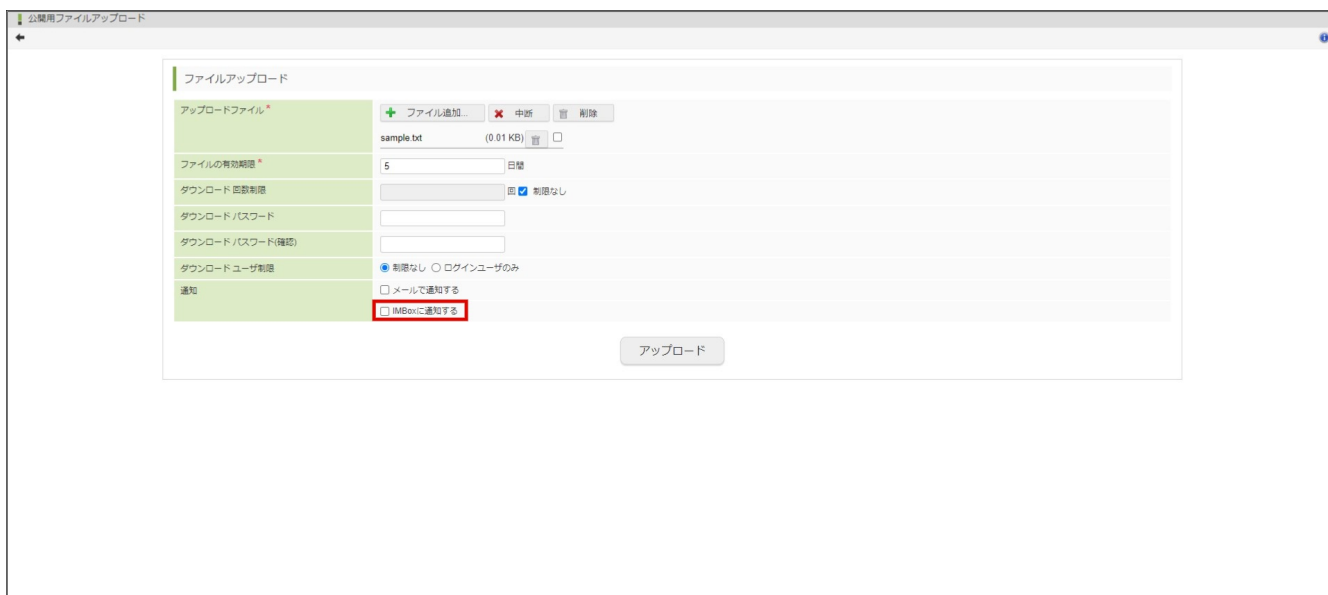 公開用ファイルアップロード
ファイルアップロード
アップロードファイル*
ファイル追加... 中断 削除
sample.txt (0.01 KB)
ファイルの有効期限* 5 日間
ダウンロード 回数制限 回 制限なし
ダウンロード パスワード
ダウンロード パスワード(確認)
ダウンロード ユーザ制限 制限なし ログインユーザのみ
通知 メールで通知する
IMBoxに通知する
アップロード